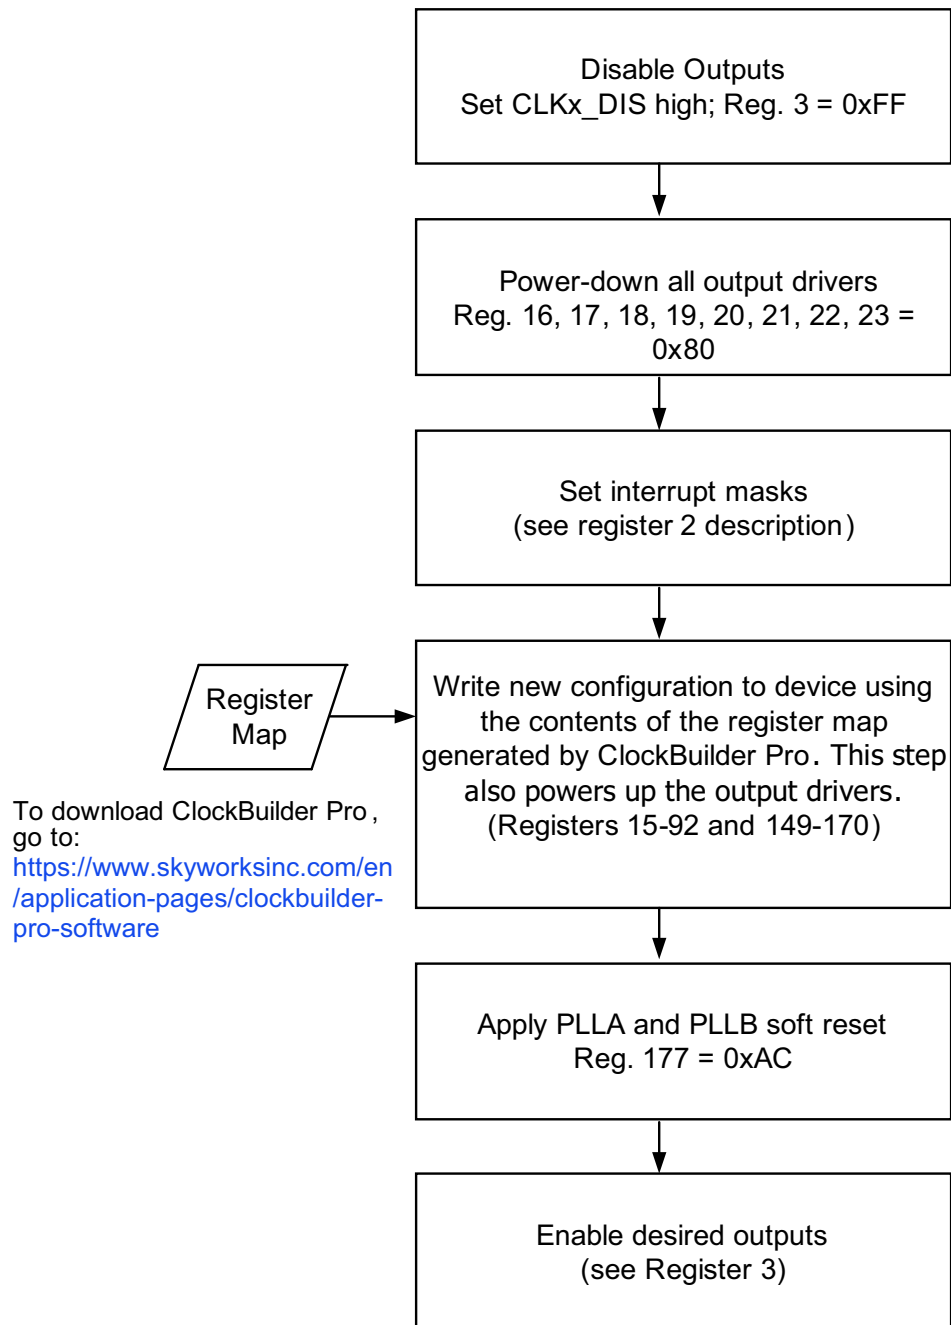 Disable Outputs
Set CLKx_DIS high; Reg. 3 = 0xFF
Power-down all output drivers
Reg. 16, 17, 18, 19, 20, 21, 22, 23 =
0x80
Set interrupt masks
(see register 2 description)
Register
Map
Write new configuration to device using
the contents of the register map
generated by ClockBuilder Pro. This step
also powers up the output drivers.
(Registers 15-92 and 149-170)
To download ClockBuilder Pro,
go to:
https://www.skyworksinc.com/en
/application-pages/clockbuilder-
pro-software
Apply PLLA and PLLB soft reset
Reg. 177 = 0xAC
Enable desired outputs
(see Register 3)